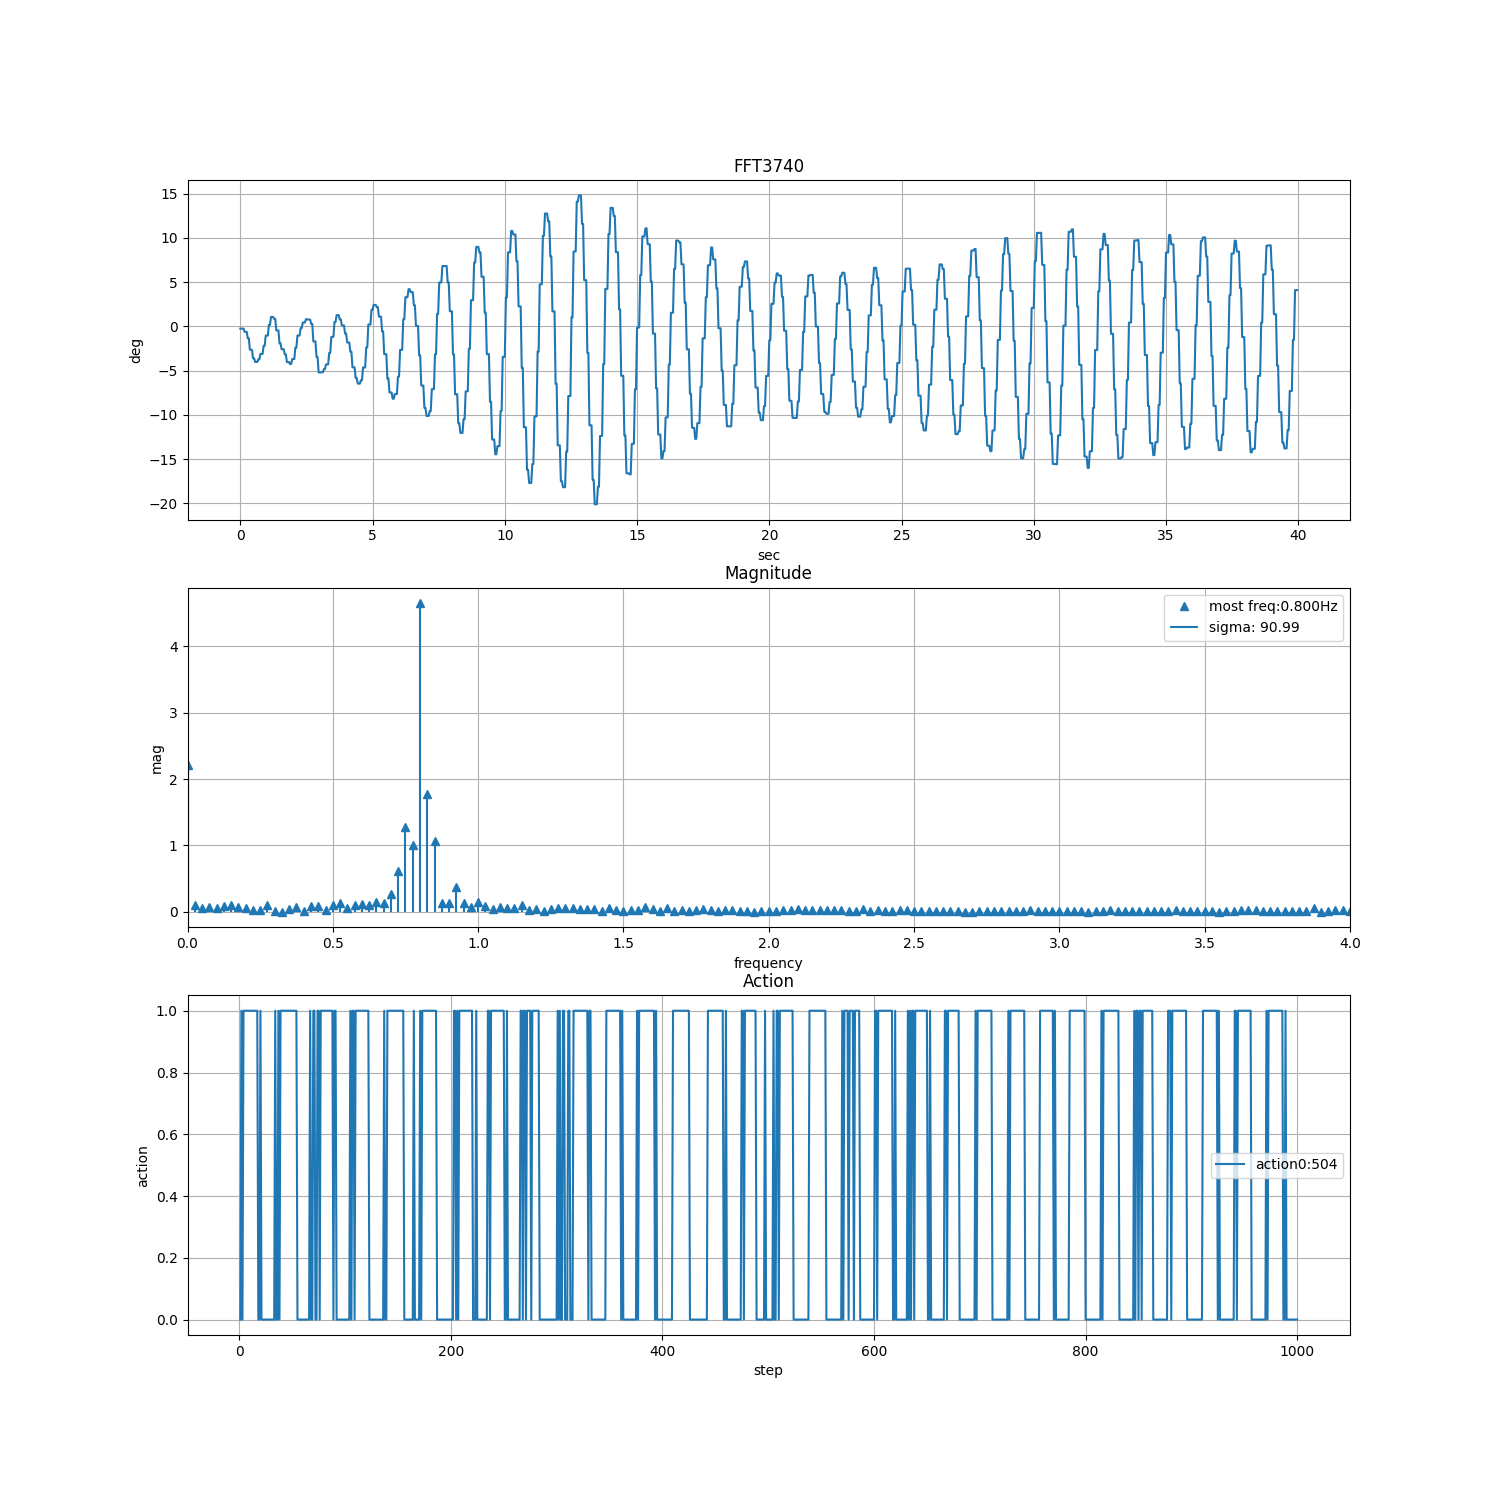 FFT3740
15
10
5
0
−5
−10
−15
−20
deg
0 5 10 15 20 25 30 35 40
sec
Magnitude
most freq:0.800Hz
sigma: 90.99
4
3
2
1
0
mag
0.0 0.5 1.0 1.5 2.0 2.5 3.0 3.5 4.0
frequency
Action
1.0
0.8
0.6
0.4
0.2
0.0
action
action0:504
0 200 400 600 800 1000
step